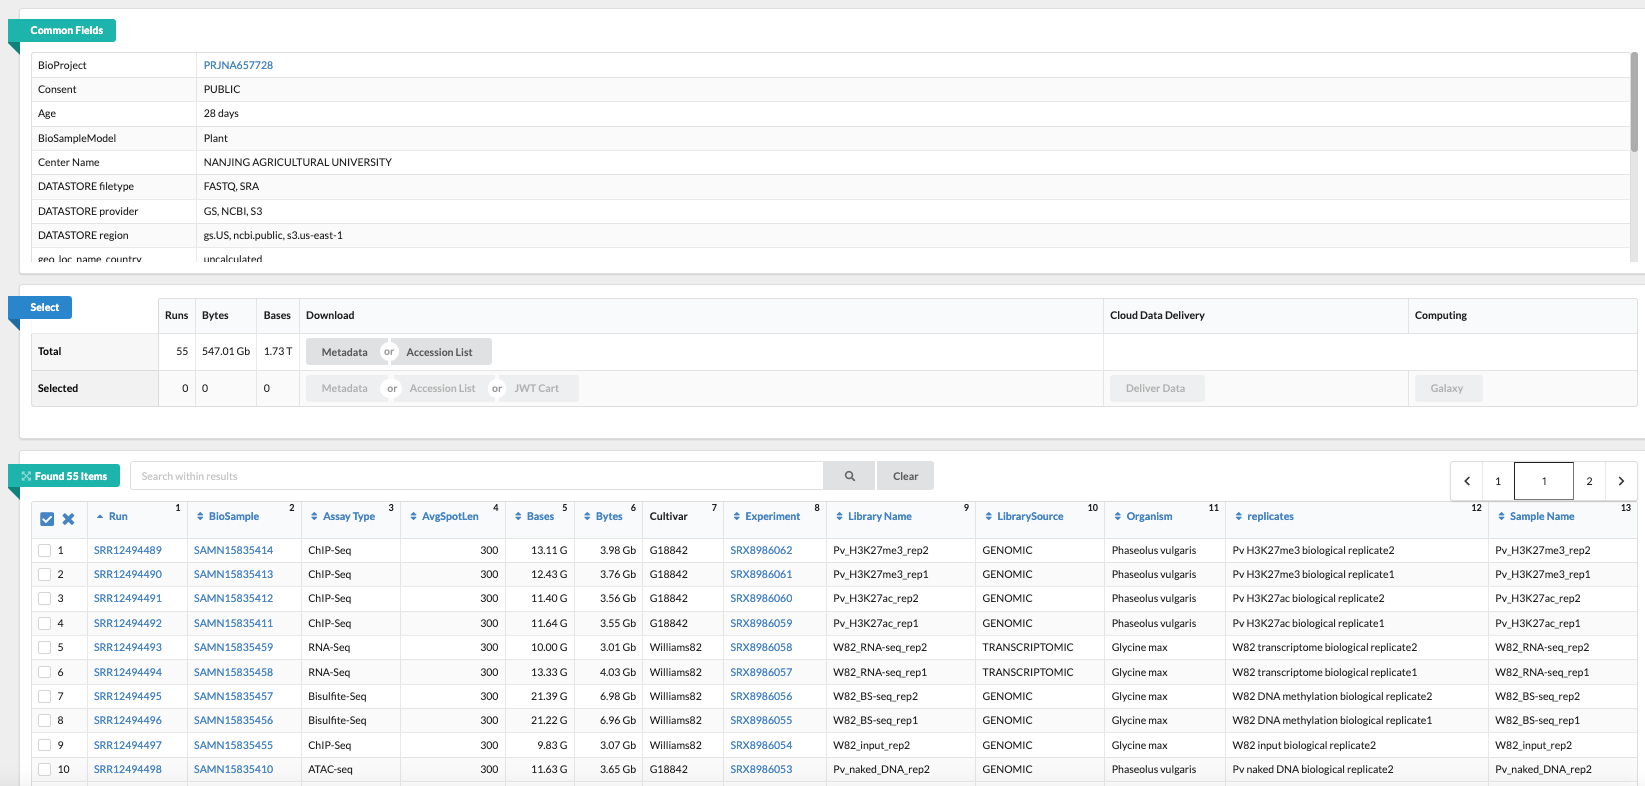 Common Fields
BioProject PRJNA657728
Consent PUBLIC
Age 28 days
BioSampleModel Plant
Center Name NANJING AGRICULTURAL UNIVERSITY
DATASTORE filetype FASTQ, SRA
DATASTORE provider GS, NCBI, S3
DATASTORE region gs.US, ncbi.public, s3.us-east-1
geo_loc_name_country uncalculated
Select Runs Bytes Bases Download Cloud Data Delivery Computing
Total 55 547.01 Gb 1.73 T Metadata or Accession List
Selected 0 0 0 Metadata or Accession List or JWT Cart Deliver Data Galaxy
Found 55 Items Search within results Clear 1 1 2
Run 1 BioSample 2 Assay Type 3 AvgSpotLen 4 Bases 5 Bytes 6 Cultivar 7 Experiment 8 Library Name 9 LibrarySource 10 Organism 11 replicates 12 Sample Name 13
1 SRR12494489 SAMN15835414 ChIP-Seq 300 13.11 G 3.98 Gb G18842 SRX8986062 Pv_H3K27me3_rep2 GENOMIC Phaseolus vulgaris Pv H3K27me3 biological replicate2 Pv_H3K27me3_rep2
2 SRR12494490 SAMN15835413 ChIP-Seq 300 12.43 G 3.76 Gb G18842 SRX8986061 Pv_H3K27me3_rep1 GENOMIC Phaseolus vulgaris Pv H3K27me3 biological replicate1 Pv_H3K27me3_rep1
3 SRR12494491 SAMN15835412 ChIP-Seq 300 11.40 G 3.56 Gb G18842 SRX8986060 Pv_H3K27ac_rep2 GENOMIC Phaseolus vulgaris Pv H3K27ac biological replicate2 Pv_H3K27ac_rep2
4 SRR12494492 SAMN15835411 ChIP-Seq 300 11.64 G 3.55 Gb G18842 SRX8986059 Pv_H3K27ac_rep1 GENOMIC Phaseolus vulgaris Pv H3K27ac biological replicate1 Pv_H3K27ac_rep1
5 SRR12494493 SAMN15835459 RNA-Seq 300 10.00 G 3.01 Gb Williams82 SRX8986058 W82_RNA-seq_rep2 TRANSCRIPTOMIC Glycine max W82 transcriptome biological replicate2 W82_RNA-seq_rep2
6 SRR12494494 SAMN15835458 RNA-Seq 300 13.33 G 4.03 Gb Williams82 SRX8986057 W82_RNA-seq_rep1 TRANSCRIPTOMIC Glycine max W82 transcriptome biological replicate1 W82_RNA-seq_rep1
7 SRR12494495 SAMN15835457 Bisulfite-Seq 300 21.39 G 6.98 Gb Williams82 SRX8986056 W82_BS-seq_rep2 GENOMIC Glycine max W82 DNA methylation biological replicate2 W82_BS-seq_rep2
8 SRR12494496 SAMN15835456 Bisulfite-Seq 300 21.22 G 6.96 Gb Williams82 SRX8986055 W82_BS-seq_rep1 GENOMIC Glycine max W82 DNA methylation biological replicate1 W82_BS-seq_rep1
9 SRR12494497 SAMN15835455 ChIP-Seq 300 9.83 G 3.07 Gb Williams82 SRX8986054 W82_input_rep2 GENOMIC Glycine max W82 input biological replicate2 W82_input_rep2
10 SRR12494498 SAMN15835410 ATAC-seq 300 11.63 G 3.65 Gb G18842 SRX8986053 Pv_naked_DNA_rep2 GENOMIC Phaseolus vulgaris Pv naked DNA biological replicate2 Pv_naked_DNA_rep2